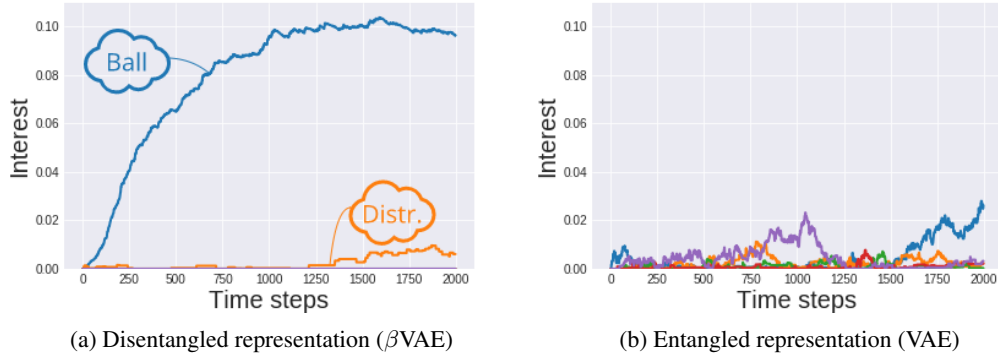 Interest
0.10
0.08
0.06
0.04
0.02
0.00
Ball
Distr.
0 250 500 750 1000 1250 1500 1750 2000
Time steps
(a) Disentangled representation (βVAE)
Interest
0.10
0.08
0.06
0.04
0.02
0.00
0 250 500 750 1000 1250 1500 1750 2000
Time steps
(b) Entangled representation (VAE)